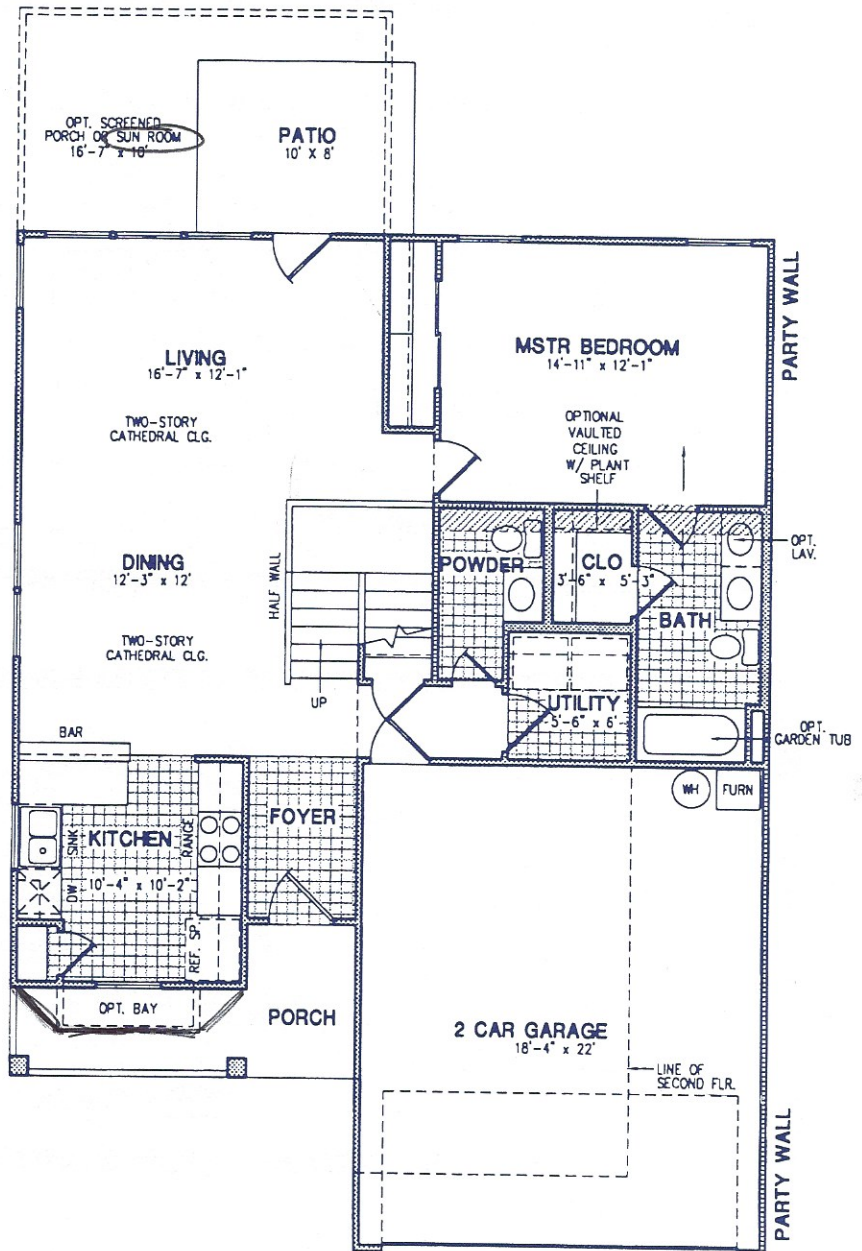 OPT. SCREENED
PORCH OR SUN ROOM
16'-7" x 10'
PATIO
10' X 8'
PARTY WALL
LIVING
16'-7" x 12'-1"
TWO-STORY
CATHEDRAL CLG.
MSTR BEDROOM
14'-11" x 12'-1"
OPTIONAL
VAULTED
CEILING
W/ PLANT
SHELF
DINING
12'-3" x 12'
TWO-STORY
CATHEDRAL CLG.
HALF WALL
UP
POWDER
CLO
3'-6" x 5'-3"
OPT.
LAV.
BATH
UTILITY
5'-6" x 6'
OPT.
GARDEN TUB
BAR
WH
FURN
SINK
KITCHEN
RANGE
10'-4" x 10'-2"
DW
REF. SP
FOYER
OPT. BAY
PORCH
2 CAR GARAGE
18'-4" x 22'
LINE OF
SECOND FLR.
PARTY WALL